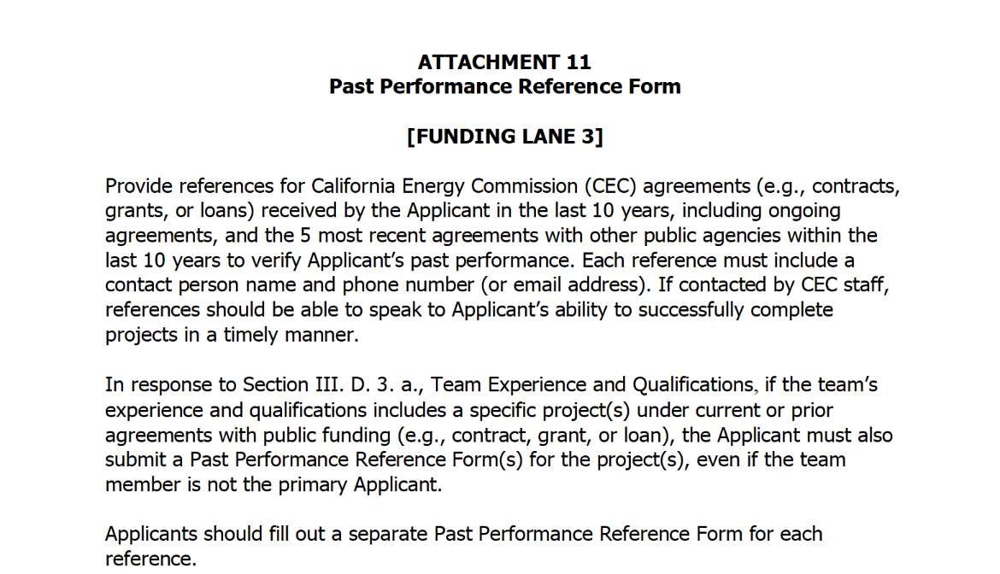 ATTACHMENT 11
Past Performance Reference Form
[FUNDING LANE 3]
Provide references for California Energy Commission (CEC) agreements (e.g., contracts,
grants, or loans) received by the Applicant in the last 10 years, including ongoing
agreements, and the 5 most recent agreements with other public agencies within the
last 10 years to verify Applicant’s past performance. Each reference must include a
contact person name and phone number (or email address). If contacted by CEC staff,
references should be able to speak to Applicant’s ability to successfully complete
projects in a timely manner.
In response to Section III. D. 3. a., Team Experience and Qualifications, if the team’s
experience and qualifications includes a specific project(s) under current or prior
agreements with public funding (e.g., contract, grant, or loan), the Applicant must also
submit a Past Performance Reference Form(s) for the project(s), even if the team
member is not the primary Applicant.
Applicants should fill out a separate Past Performance Reference Form for each
reference.